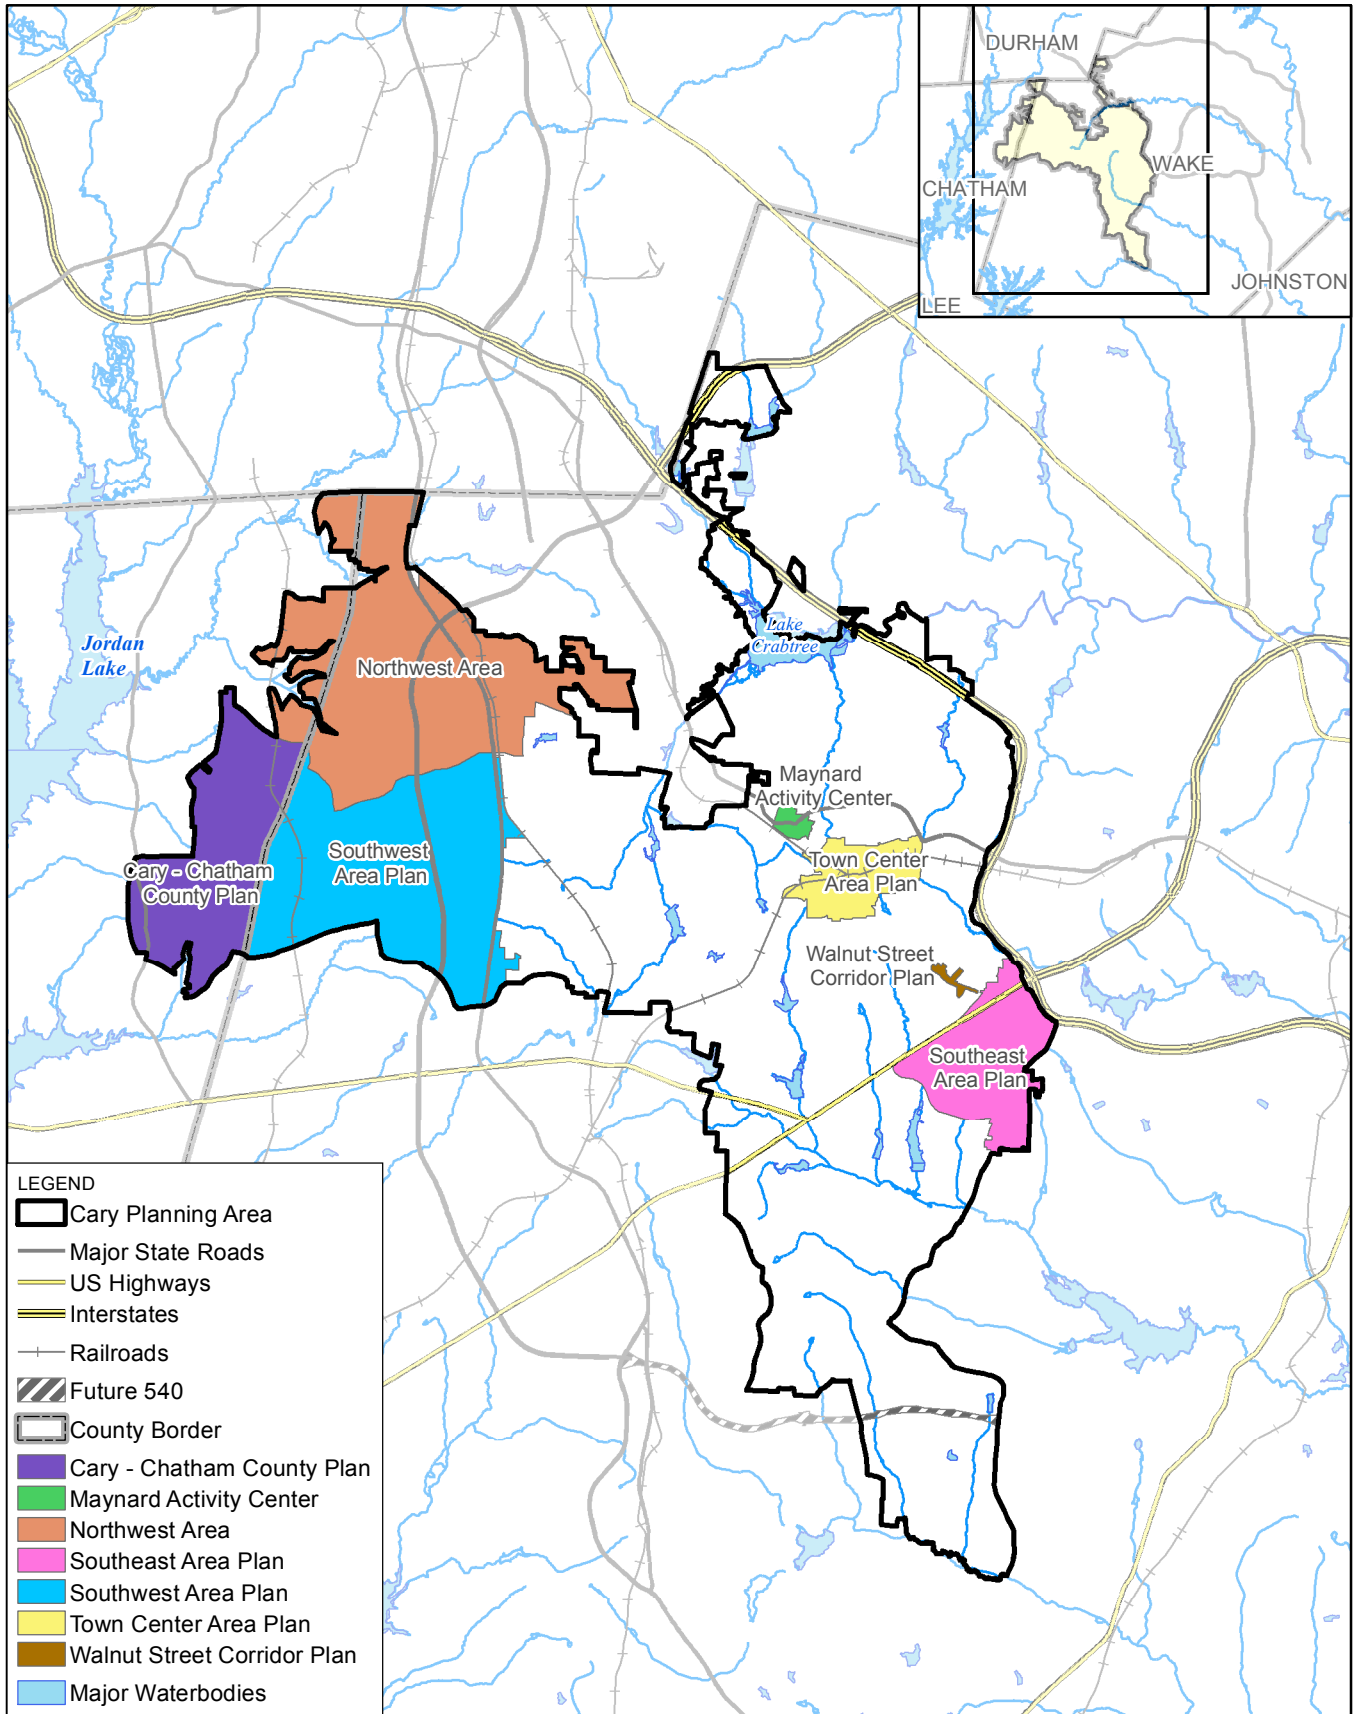 DURHAM
WAKE
CHATHAM
JOHNSTON
LEE
Jordan
Lake
Lake
Crabtree
Northwest Area
Maynard
Activity Center
Southwest
Area Plan
Town Center
Area Plan
Cary - Chatham
County Plan
Walnut Street
Corridor Plan
Southeast
Area Plan
LEGEND
Cary Planning Area
Major State Roads
US Highways
Interstates
Railroads
Future 540
County Border
Cary - Chatham County Plan
Maynard Activity Center
Northwest Area
Southeast Area Plan
Southwest Area Plan
Town Center Area Plan
Walnut Street Corridor Plan
Major Waterbodies